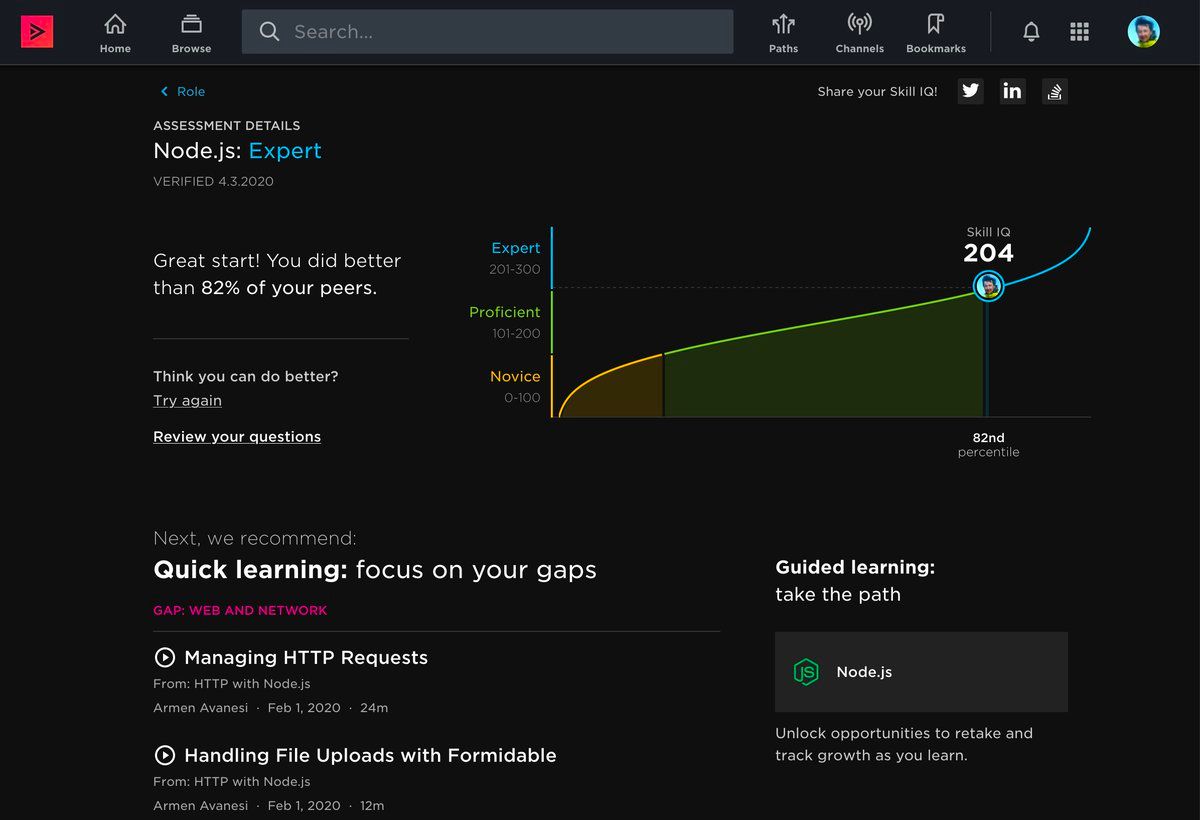 Home
Browse
Search...
Paths
Channels
Bookmarks
Role
Share your Skill IQ!
in
ASSESSMENT DETAILS
Node.js: Expert
VERIFIED 4.3.2020
Great start! You did better
than 82% of your peers.
Think you can do better?
Try again
Review your questions
Expert
201-300
Proficient
101-200
Novice
0-100
Skill IQ
204
82nd
percentile
Next, we recommend:
Quick learning: focus on your gaps
GAP: WEB AND NETWORK
Managing HTTP Requests
From: HTTP with Node.js
Armen Avanesi · Feb 1, 2020 · 24m
Handling File Uploads with Formidable
From: HTTP with Node.js
Armen Avanesi · Feb 1, 2020 · 12m
Guided learning:
take the path
JS
Node.js
Unlock opportunities to retake and
track growth as you learn.